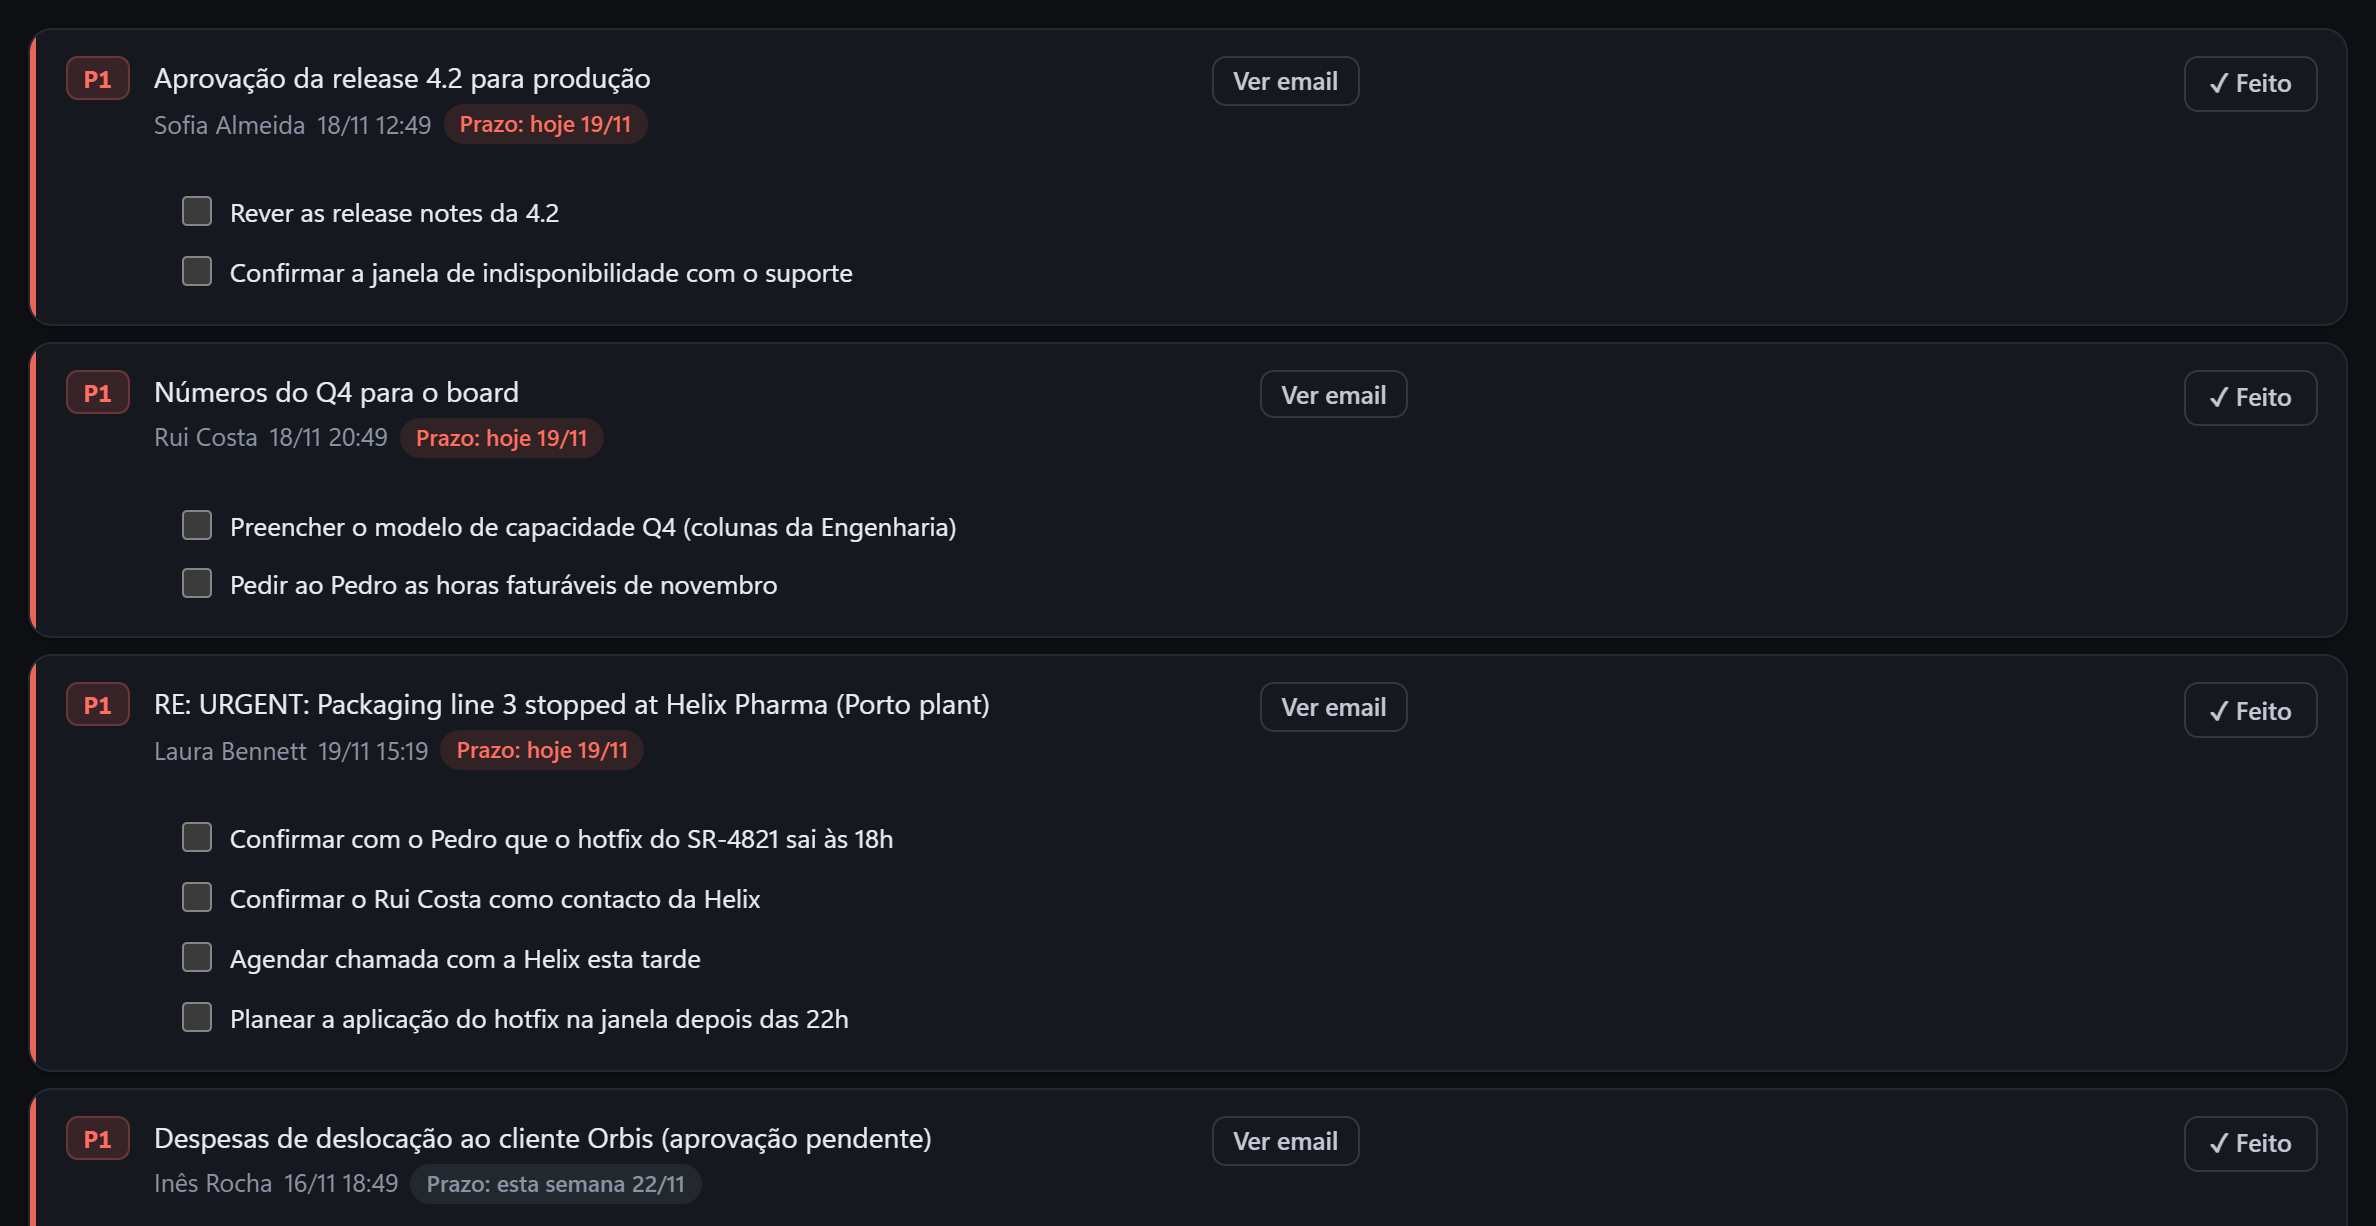 P1 Aprovação da release 4.2 para produção Ver email ✓ Feito
Sofia Almeida 18/11 12:49 Prazo: hoje 19/11
Rever as release notes da 4.2
Confirmar a janela de indisponibilidade com o suporte
P1 Números do Q4 para o board Ver email ✓ Feito
Rui Costa 18/11 20:49 Prazo: hoje 19/11
Preencher o modelo de capacidade Q4 (colunas da Engenharia)
Pedir ao Pedro as horas faturáveis de novembro
P1 RE: URGENT: Packaging line 3 stopped at Helix Pharma (Porto plant) Ver email ✓ Feito
Laura Bennett 19/11 15:19 Prazo: hoje 19/11
Confirmar com o Pedro que o hotfix do SR-4821 sai às 18h
Confirmar o Rui Costa como contacto da Helix
Agendar chamada com a Helix esta tarde
Planear a aplicação do hotfix na janela depois das 22h
P1 Despesas de deslocação ao cliente Orbis (aprovação pendente) Ver email ✓ Feito
Inês Rocha 16/11 18:49 Prazo: esta semana 22/11